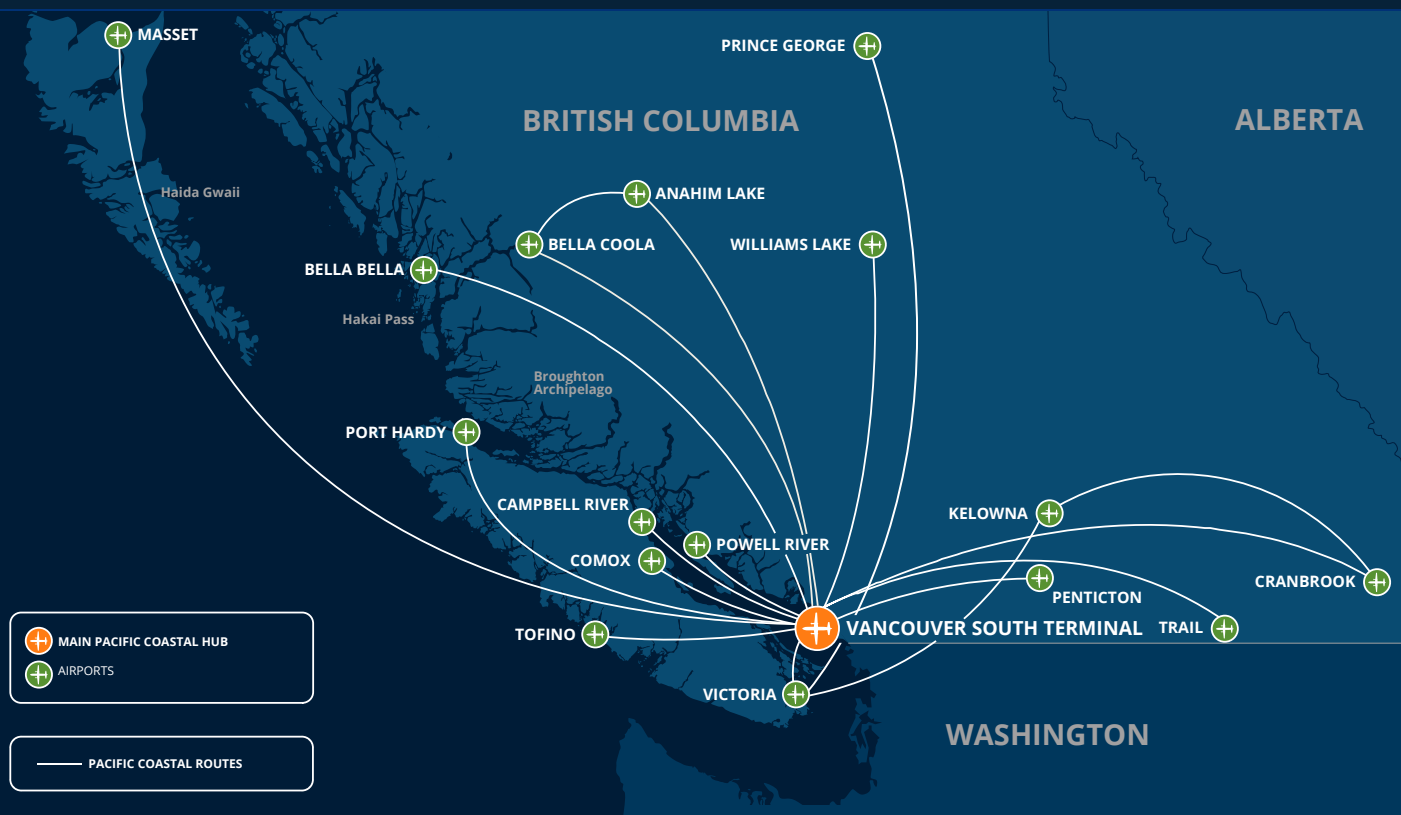 MASSET
PRINCE GEORGE
BRITISH COLUMBIA
ALBERTA
Haida Gwaii
ANAHIM LAKE
BELLA COOLA
WILLIAMS LAKE
BELLA BELLA
Hakai Pass
Broughton
Archipelago
PORT HARDY
CAMPBELL RIVER
KELOWNA
POWELL RIVER
COMOX
CRANBROOK
PENTICTON
TOFINO
VANCOUVER SOUTH TERMINAL
TRAIL
MAIN PACIFIC COASTAL HUB
AIRPORTS
VICTORIA
WASHINGTON
PACIFIC COASTAL ROUTES